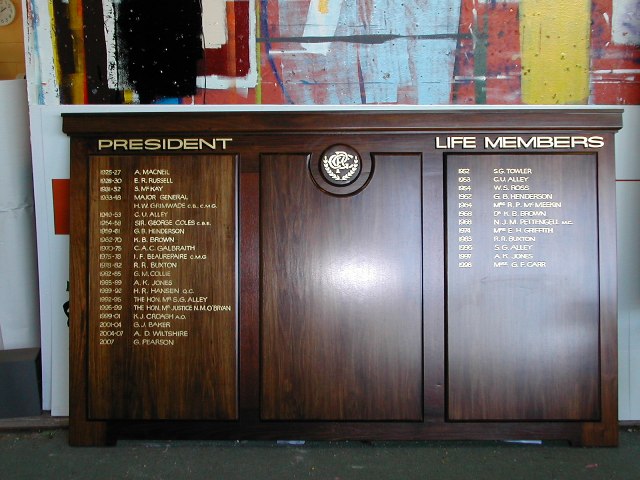 PRESIDENT
1925-27 A. MACNEIL
1928-30 E. R. RUSSELL
1931-32 S. McKAY
1933-48 MAJOR GENERAL
H.W. GRIMWADE C.B., C.M.G.
1949-53 C.U. ALLEY
1954-58 SIR. GEORGE COLES C.B.E.
1959-61 G.B. HENDERSON
1962-70 K.B. BROWN
1970-75 C.A.C. GALBRAITH
1975-78 I.F. BEAUREPAIRE C.M.G
1978-82 R.R. BUXTON
1982-85 G.M. COLLIE
1985-89 A.K. JONES
1989-92 H.R. HANSEN Q.C.
1992-95 THE HON. Mr S.G. ALLEY
1995-99 THE HON. Mr JUSTICE N.M. O'BRYAN
1999-01 K.J. CROAGH A.O.
2001-04 G.J. BAKER
2004-07 A. D. WILTSHIRE
2007 G. PEARSON
LIFE MEMBERS
1952 S.G. TOWLER
1953 C.U. ALLEY
1954 W.S. ROSS
1952 G.B. HENDERSON
1964 Mrs R. P. McMEEKIN
1968 Dr K.B. BROWN
1968 N.J.M. PETTENGELL M.C.
1974 Mrs E.H. GRIFFITH
1983 R.R. BUXTON
1996 S.G. ALLEY
1997 A.K. JONES
1998 Mrs G.F. CARR